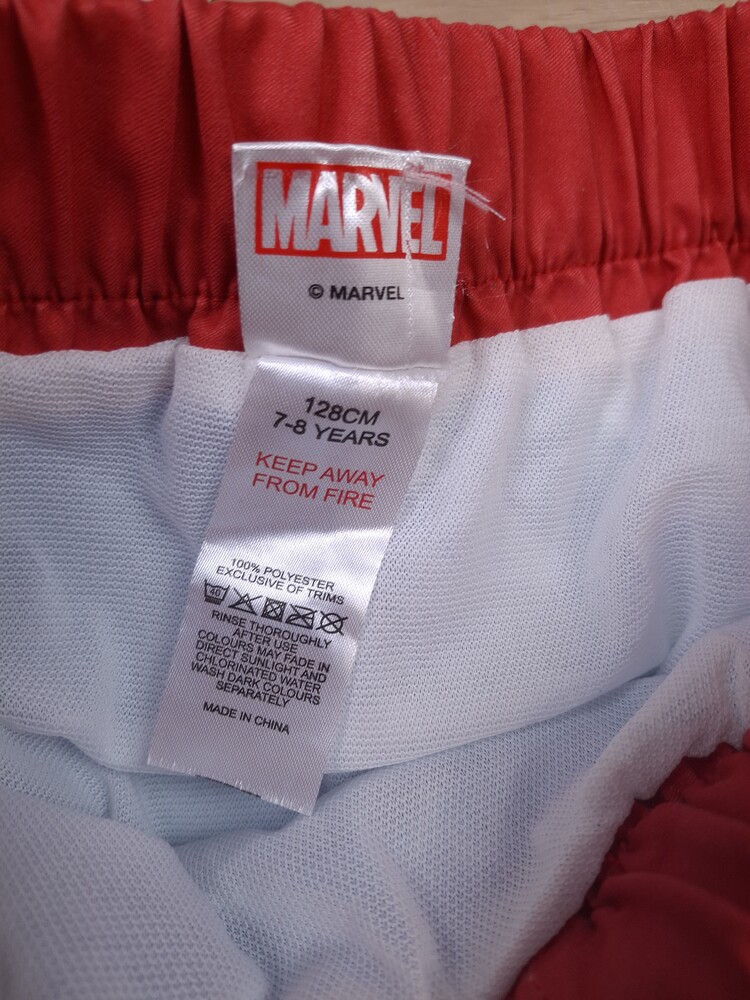 MARVEL
© MARVEL
128CM
7-8 YEARS
KEEP AWAY
FROM FIRE
100% POLYESTER
EXCLUSIVE OF TRIMS
40
RINSE THOROUGHLY
AFTER USE
COLOURS MAY FADE IN
DIRECT SUNLIGHT AND
CHLORINATED WATER
WASH DARK COLOURS
SEPARATELY
MADE IN CHINA